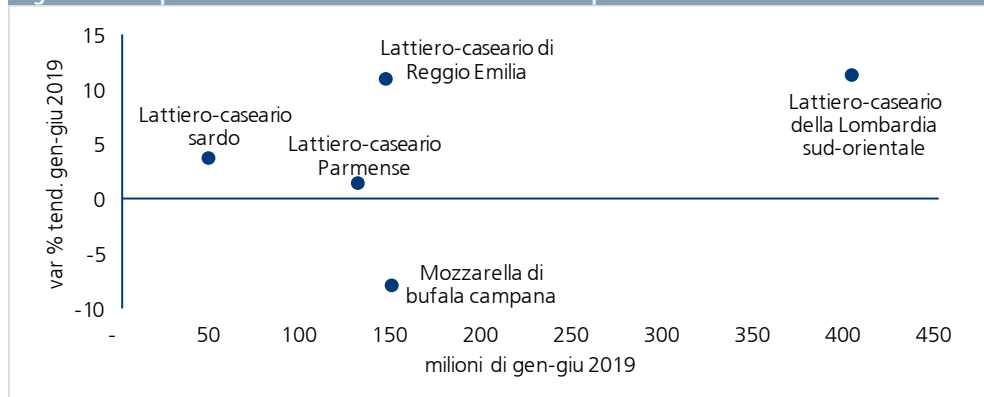 15
10
5
0
-5
-10
var % tend. gen-giu 2019
Lattiero-caseario di
Reggio Emilia
Lattiero-caseario
sardo
Lattiero-caseario
Parmense
Lattiero-caseario
della Lombardia
sud-orientale
Mozzarella di
bufala campana
- 50 100 150 200 250 300 350 400 450
milioni di gen-giu 2019